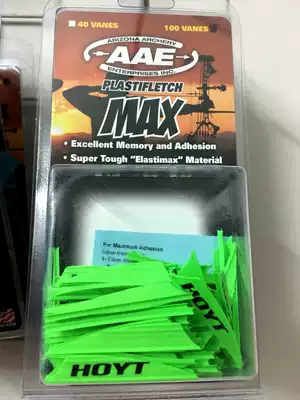 40 VANES 100 VANES
ARIZONA ARCHERY
AAE
ENTERPRISES INC.
PLASTIFLETCH
MAX
• Excellent Memory and Adhesion
• Super Tough "Elastimax" Material
For Maximum Adhesion
HOYT
HOYT